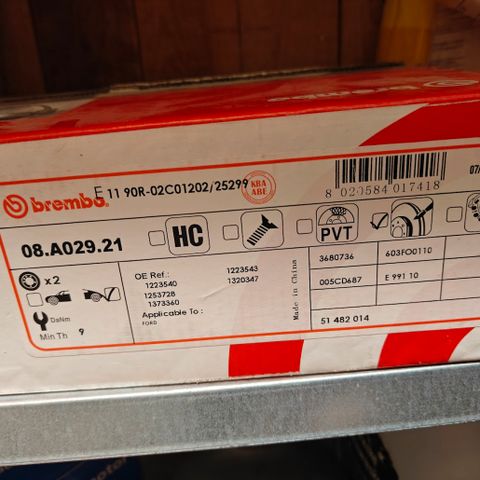 brembo
E 11 90R-02C01202/25299
KBA
ABE
8 020584 017418
07/
brembo
08.A029.21
HC
PVT
x2
OE Ref.: 1223543
1223540 1320347
1253728
1373360
Applicable To :
FORD
DaNm
Min Th 9
Made in China
3680736 603FO0110
005CD687 E 991 10
51 482 014